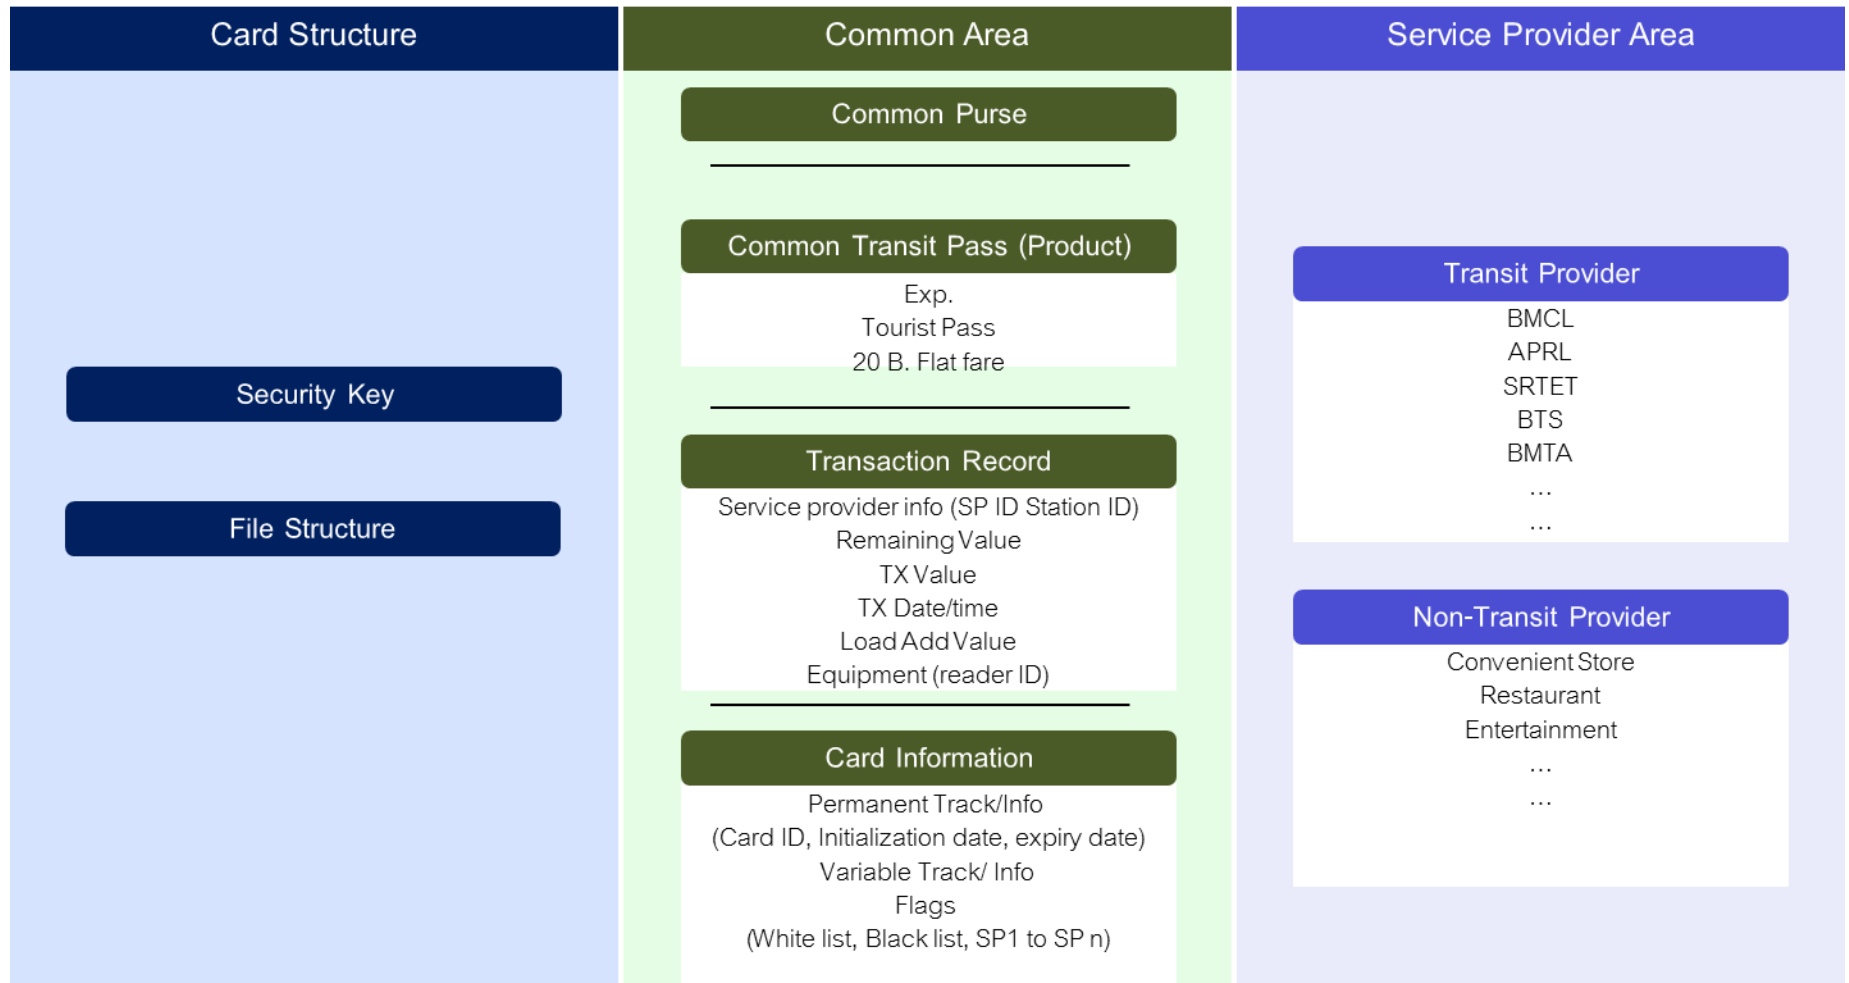 Card Structure
Security Key
File Structure
Common Area
Common Purse
Common Transit Pass (Product)
Exp.
Tourist Pass
20 B. Flat fare
Transaction Record
Service provider info (SP ID Station ID)
Remaining Value
TX Value
TX Date/time
Load Add Value
Equipment (reader ID)
Card Information
Permanent Track/Info
(Card ID, Initialization date, expiry date)
Variable Track/ Info
Flags
(White list, Black list, SP1 to SP n)
Service Provider Area
Transit Provider
BMCL
APRL
SRTET
BTS
BMTA
...
...
Non-Transit Provider
Convenient Store
Restaurant
Entertainment
...
...